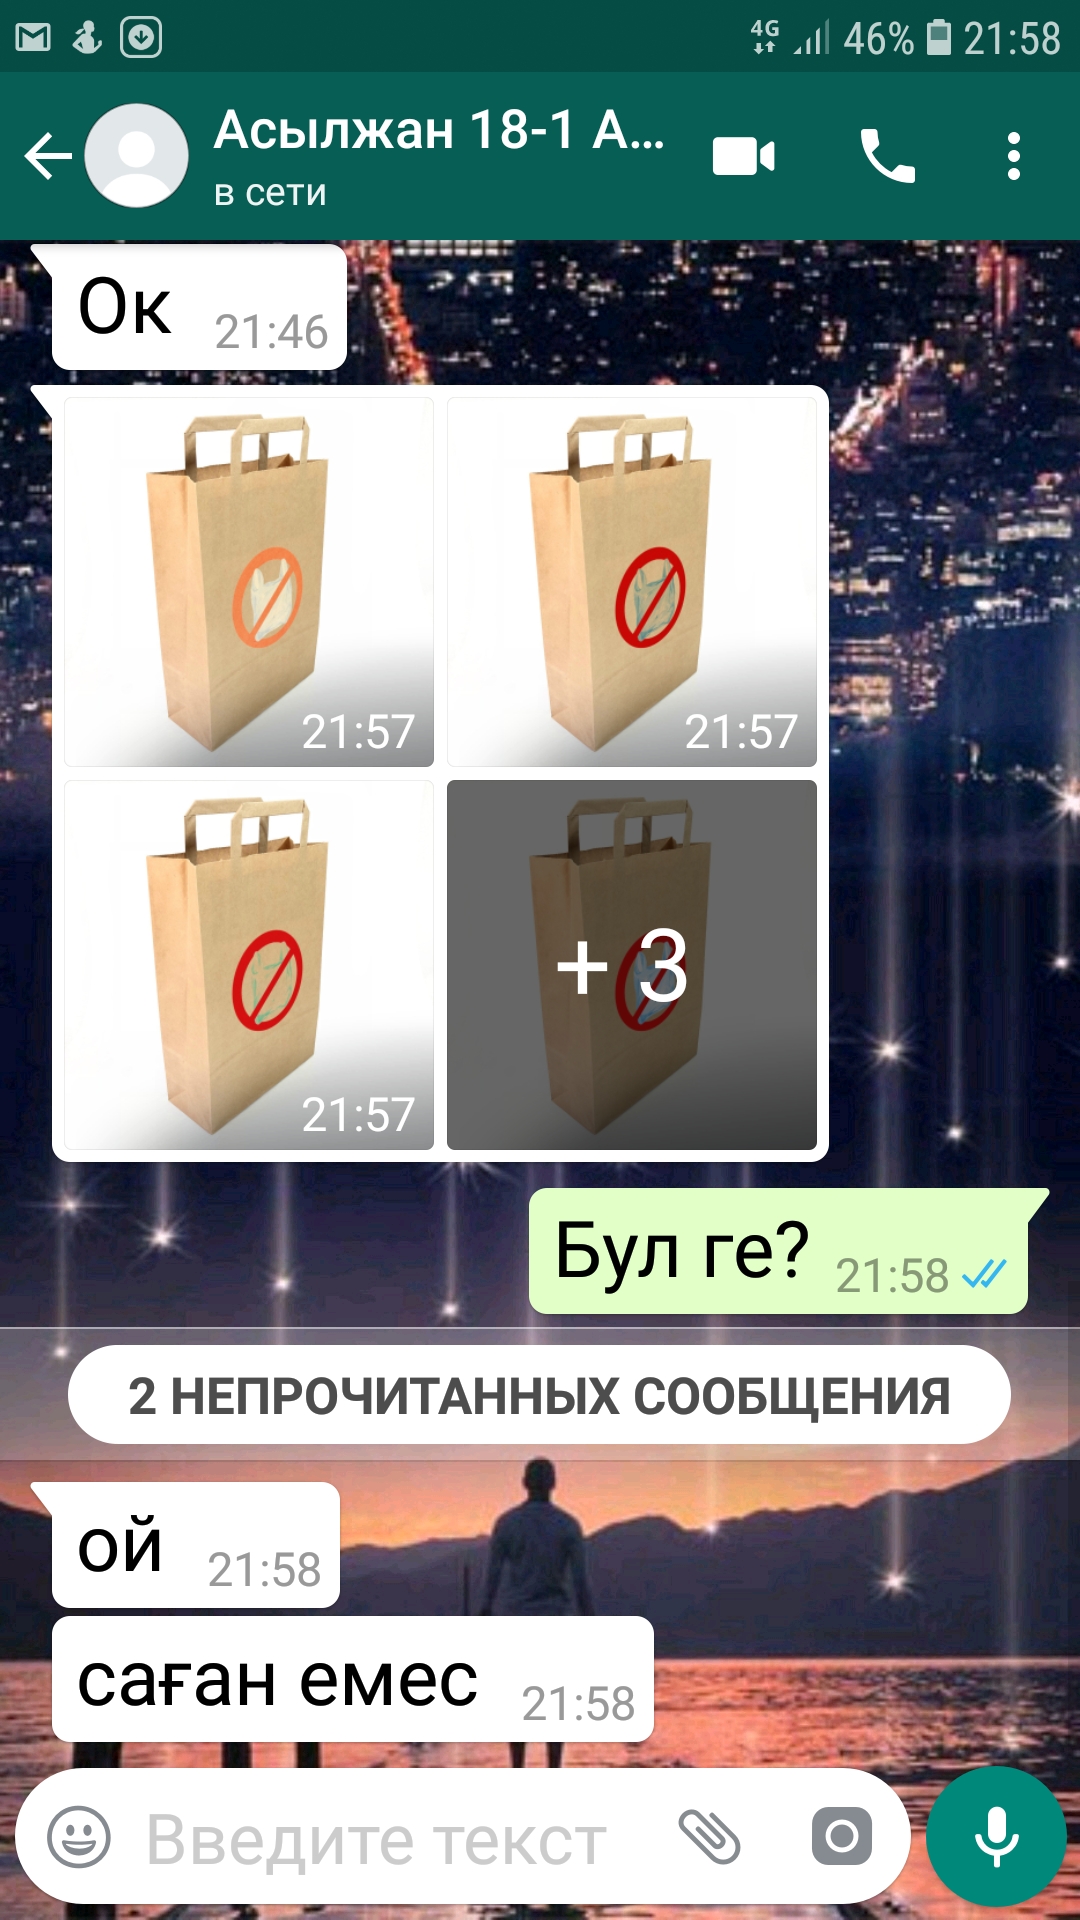 4G 46% 21:58
Асылжан 18-1 А...
в сети
Ок 21:46
21:57 21:57
21:57 + 3
Бул ге? 21:58
2 НЕПРОЧИТАННЫХ СООБЩЕНИЯ
ой 21:58
саған емес 21:58
Введите текст